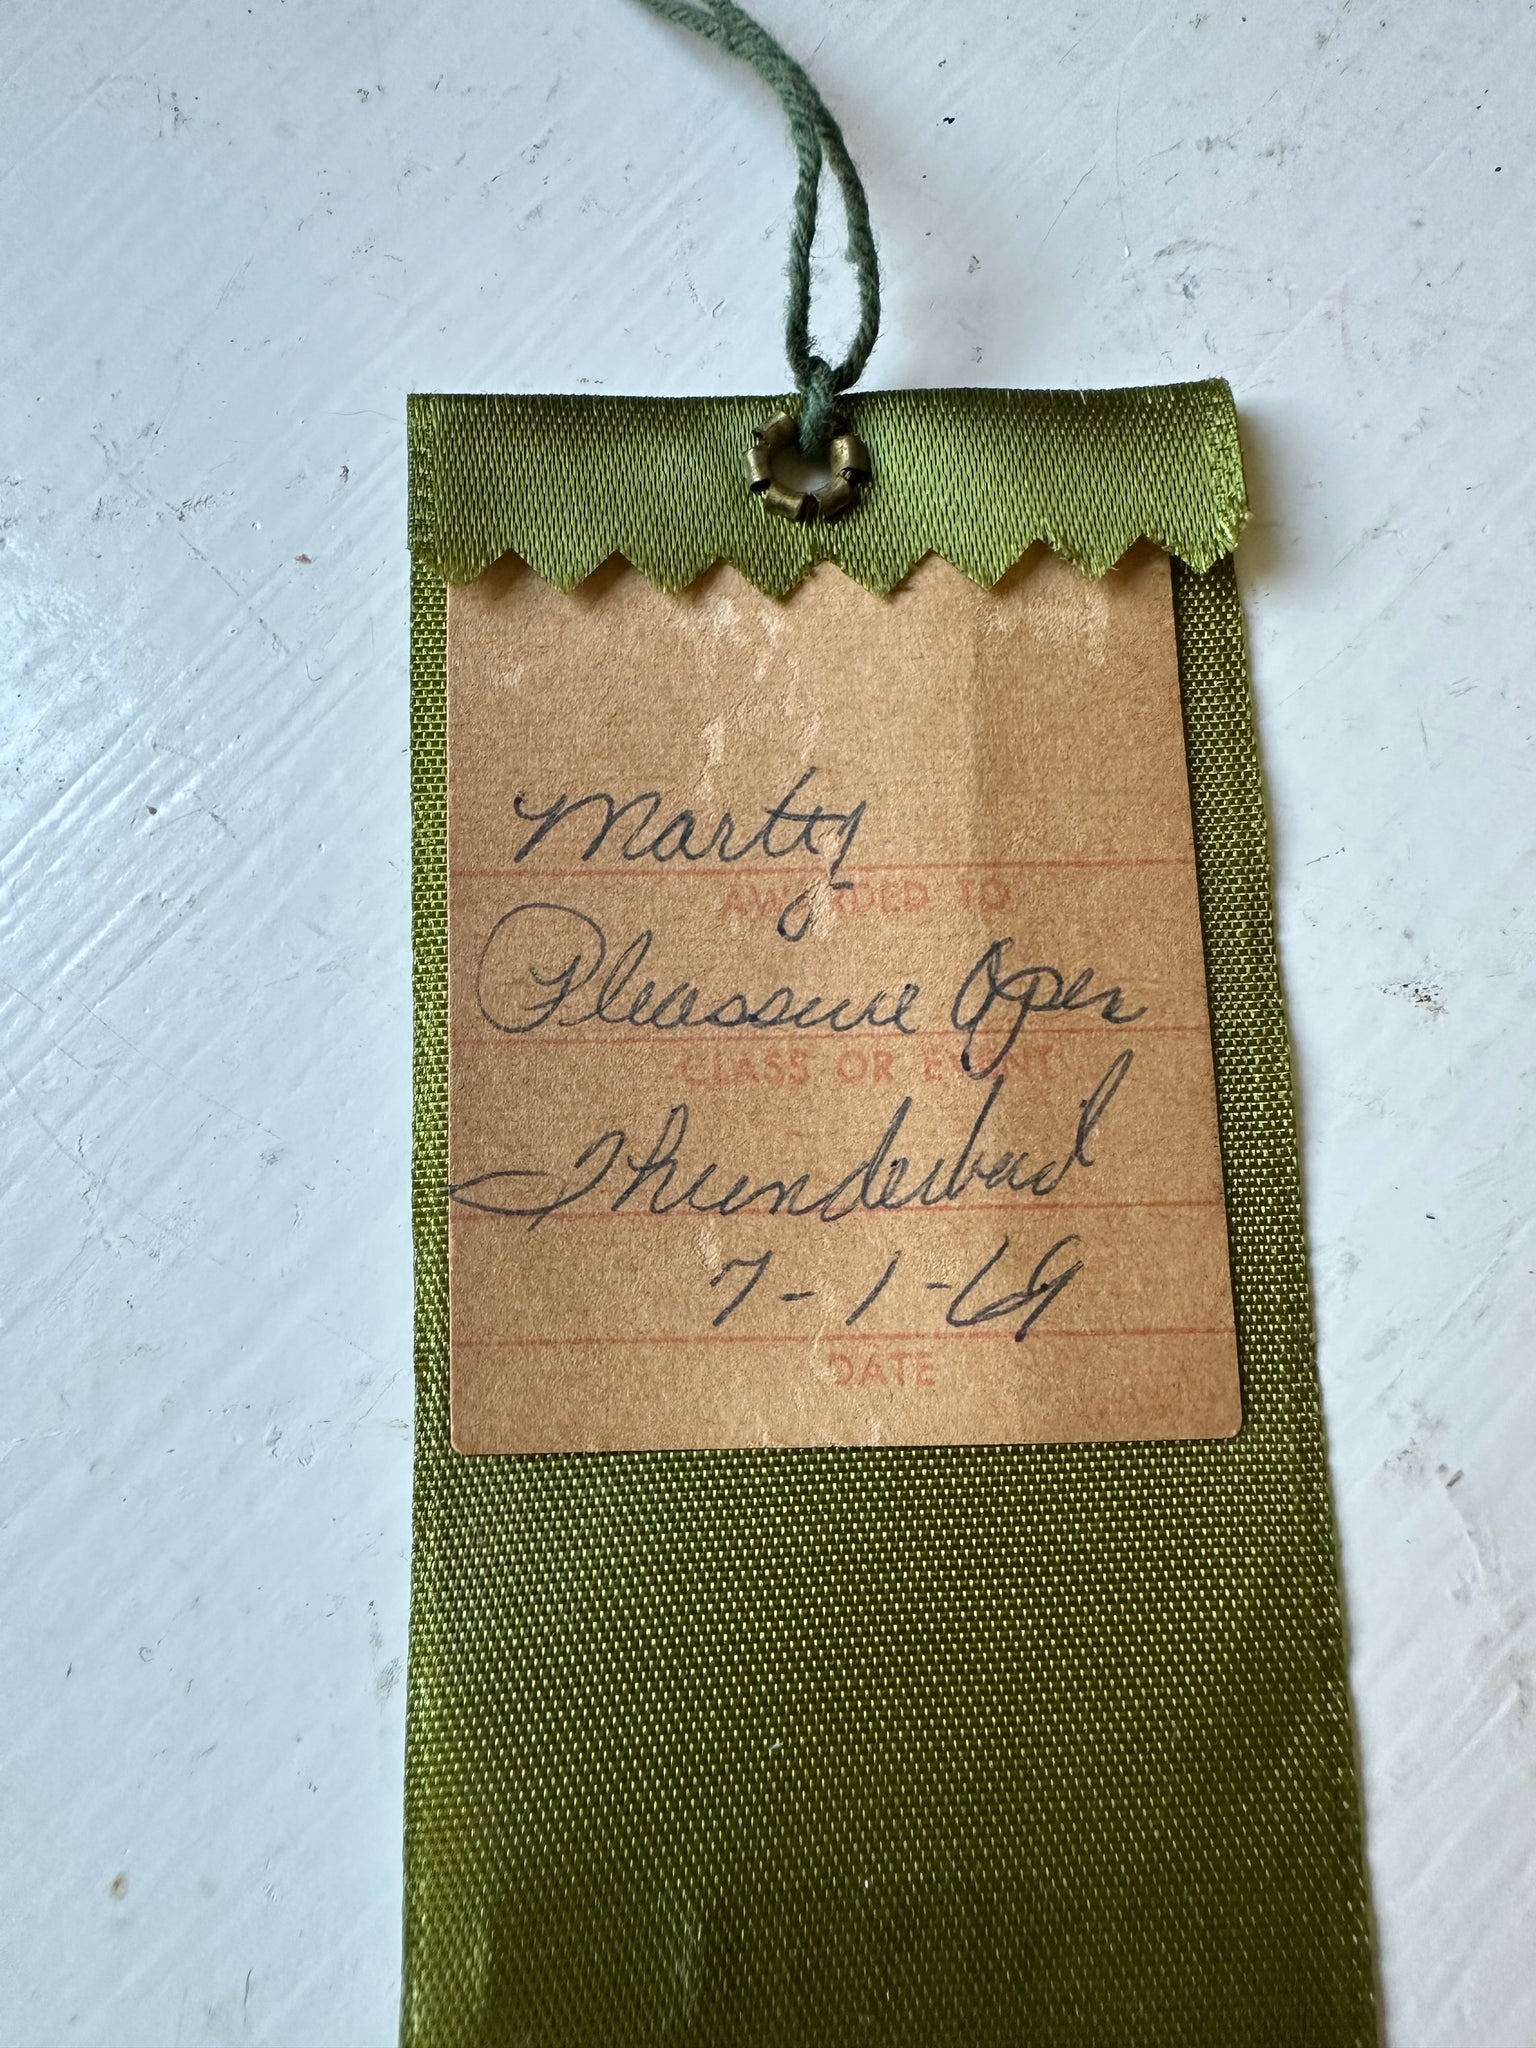 Marty
AWARDED TO
Pleasure Open
CLASS OR EVENT
Thunderbird
7-1-69
DATE